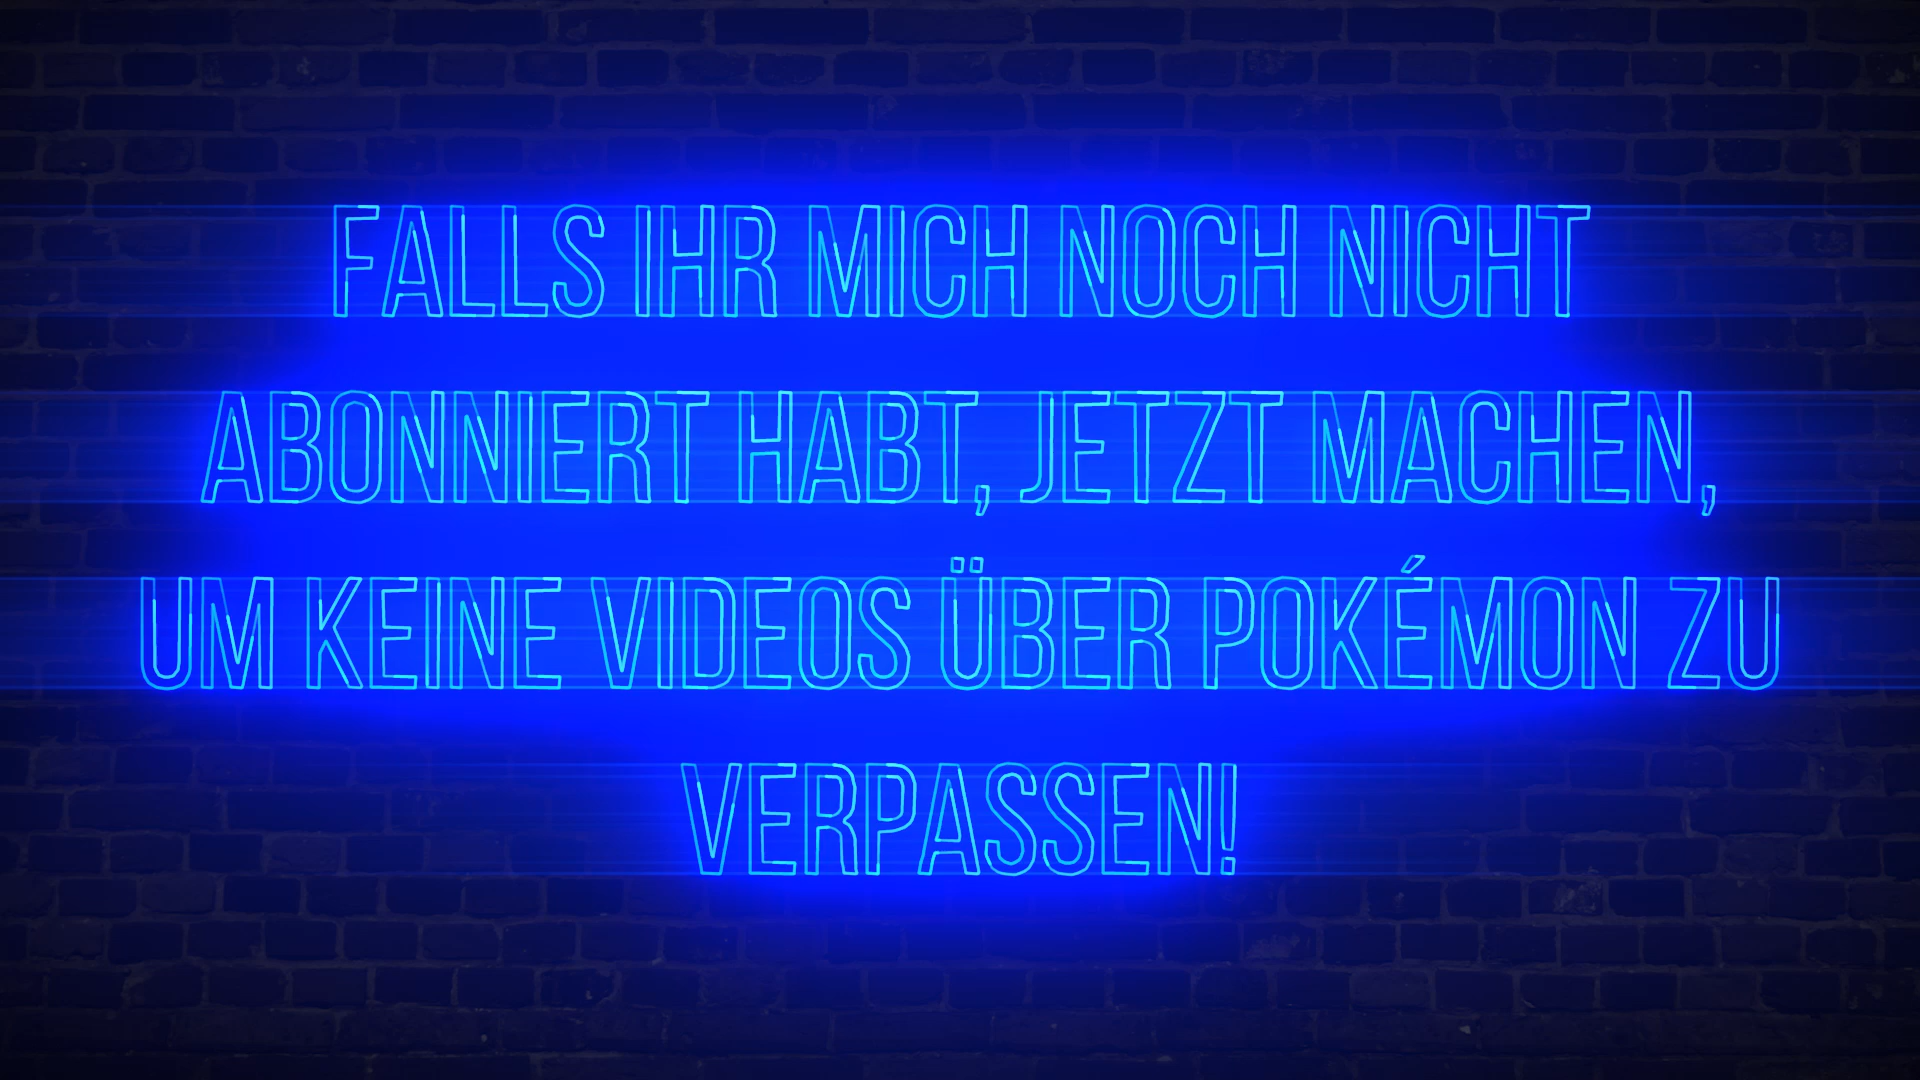 FALLS IHR MICH NOCH NICHT
ABONNIERT HABT, JETZT MACHEN,
UM KEINE VIDEOS ÜBER POKÉMON ZU
VERPASSEN!